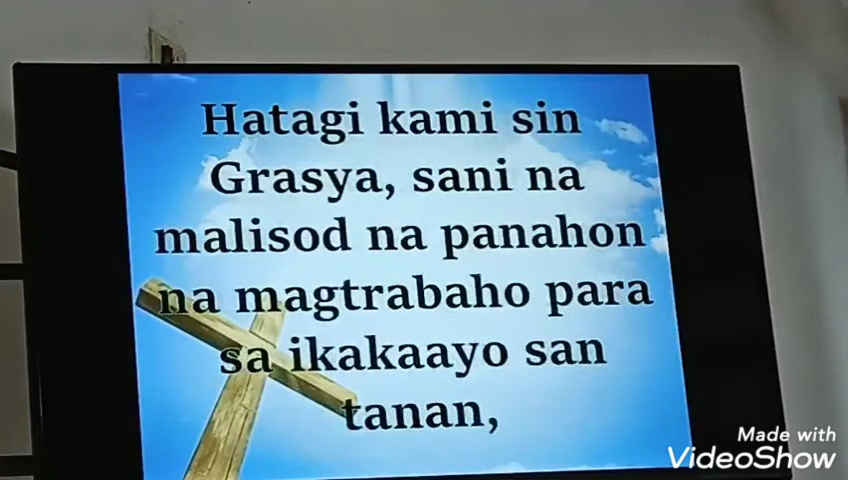 Hatagi kami sin
Grasya, sani na
malisod na panahon
na magtrabaho para
sa ikakaayo san
tanan,
Made with
VideoShow